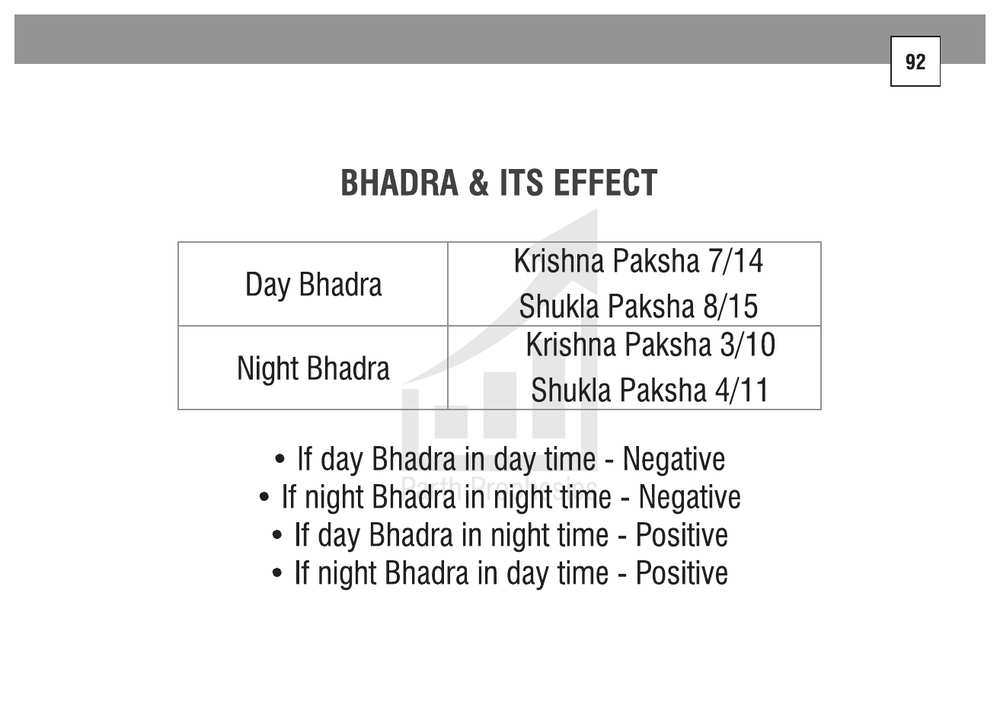 92
BHADRA & ITS EFFECT
Day Bhadra
Krishna Paksha 7/14
Shukla Paksha 8/15
Night Bhadra
Krishna Paksha 3/10
Shukla Paksha 4/11
• If day Bhadra in day time - Negative
• If night Bhadra in night time - Negative
• If day Bhadra in night time - Positive
• If night Bhadra in day time - Positive